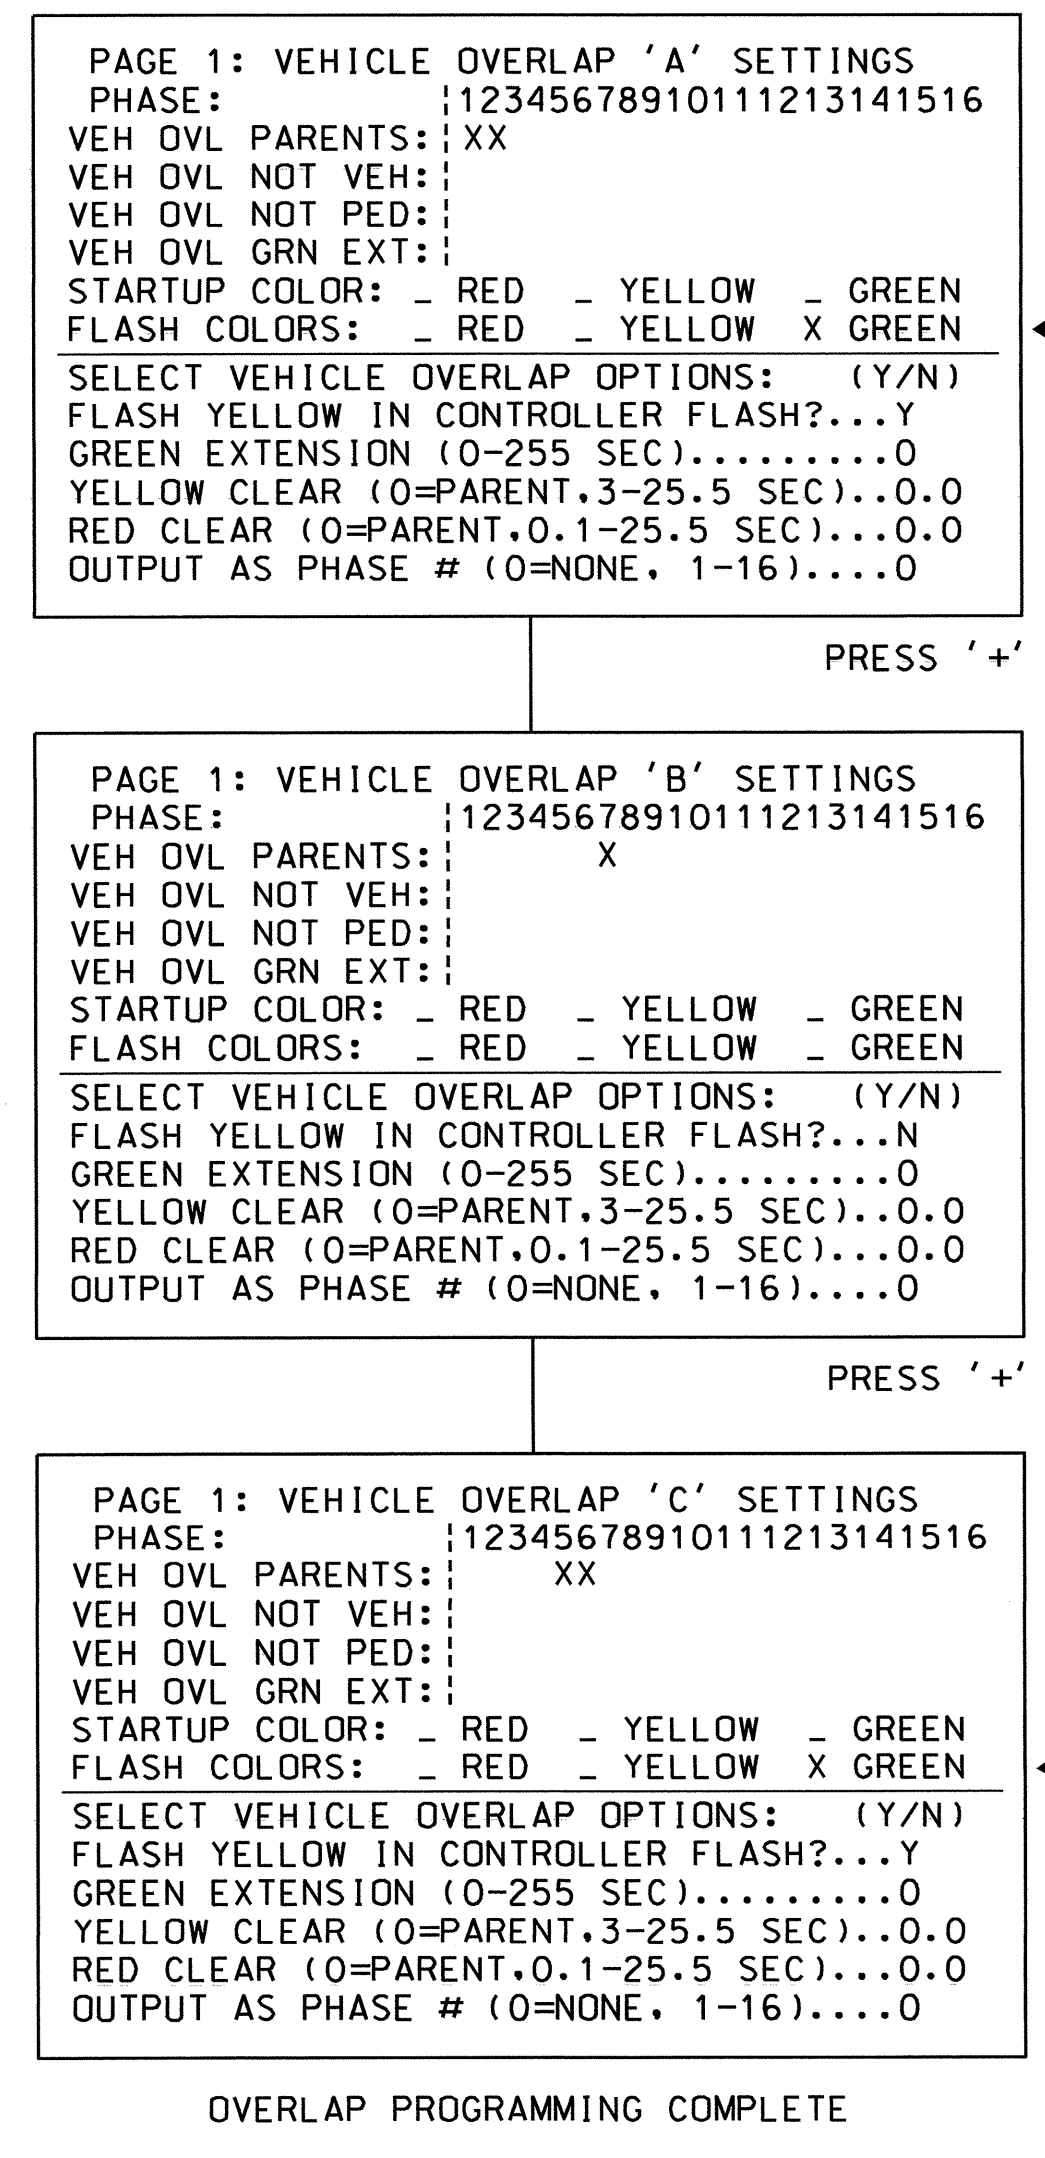 PAGE 1: VEHICLE OVERLAP 'A' SETTINGS
PHASE: ¦12345678910111213141516
VEH OVL PARENTS:¦XX
VEH OVL NOT VEH:¦
VEH OVL NOT PED:¦
VEH OVL GRN EXT:¦
STARTUP COLOR: _ RED _ YELLOW _ GREEN
FLASH COLORS: _ RED _ YELLOW X GREEN
SELECT VEHICLE OVERLAP OPTIONS: (Y/N)
FLASH YELLOW IN CONTROLLER FLASH?...Y
GREEN EXTENSION (0-255 SEC).........0
YELLOW CLEAR (0=PARENT,3-25.5 SEC)..0.0
RED CLEAR (0=PARENT,0.1-25.5 SEC)...0.0
OUTPUT AS PHASE # (0=NONE, 1-16)....0
PRESS '+'
PAGE 1: VEHICLE OVERLAP 'B' SETTINGS
PHASE: ¦12345678910111213141516
VEH OVL PARENTS:¦ X
VEH OVL NOT VEH:¦
VEH OVL NOT PED:¦
VEH OVL GRN EXT:¦
STARTUP COLOR: _ RED _ YELLOW _ GREEN
FLASH COLORS: _ RED _ YELLOW _ GREEN
SELECT VEHICLE OVERLAP OPTIONS: (Y/N)
FLASH YELLOW IN CONTROLLER FLASH?...N
GREEN EXTENSION (0-255 SEC).........0
YELLOW CLEAR (0=PARENT,3-25.5 SEC)..0.0
RED CLEAR (0=PARENT,0.1-25.5 SEC)...0.0
OUTPUT AS PHASE # (0=NONE, 1-16)....0
PRESS '+'
PAGE 1: VEHICLE OVERLAP 'C' SETTINGS
PHASE: ¦12345678910111213141516
VEH OVL PARENTS:¦ XX
VEH OVL NOT VEH:¦
VEH OVL NOT PED:¦
VEH OVL GRN EXT:¦
STARTUP COLOR: _ RED _ YELLOW _ GREEN
FLASH COLORS: _ RED _ YELLOW X GREEN
SELECT VEHICLE OVERLAP OPTIONS: (Y/N)
FLASH YELLOW IN CONTROLLER FLASH?...Y
GREEN EXTENSION (0-255 SEC).........0
YELLOW CLEAR (0=PARENT,3-25.5 SEC)..0.0
RED CLEAR (0=PARENT,0.1-25.5 SEC)...0.0
OUTPUT AS PHASE # (0=NONE, 1-16)....0
OVERLAP PROGRAMMING COMPLETE